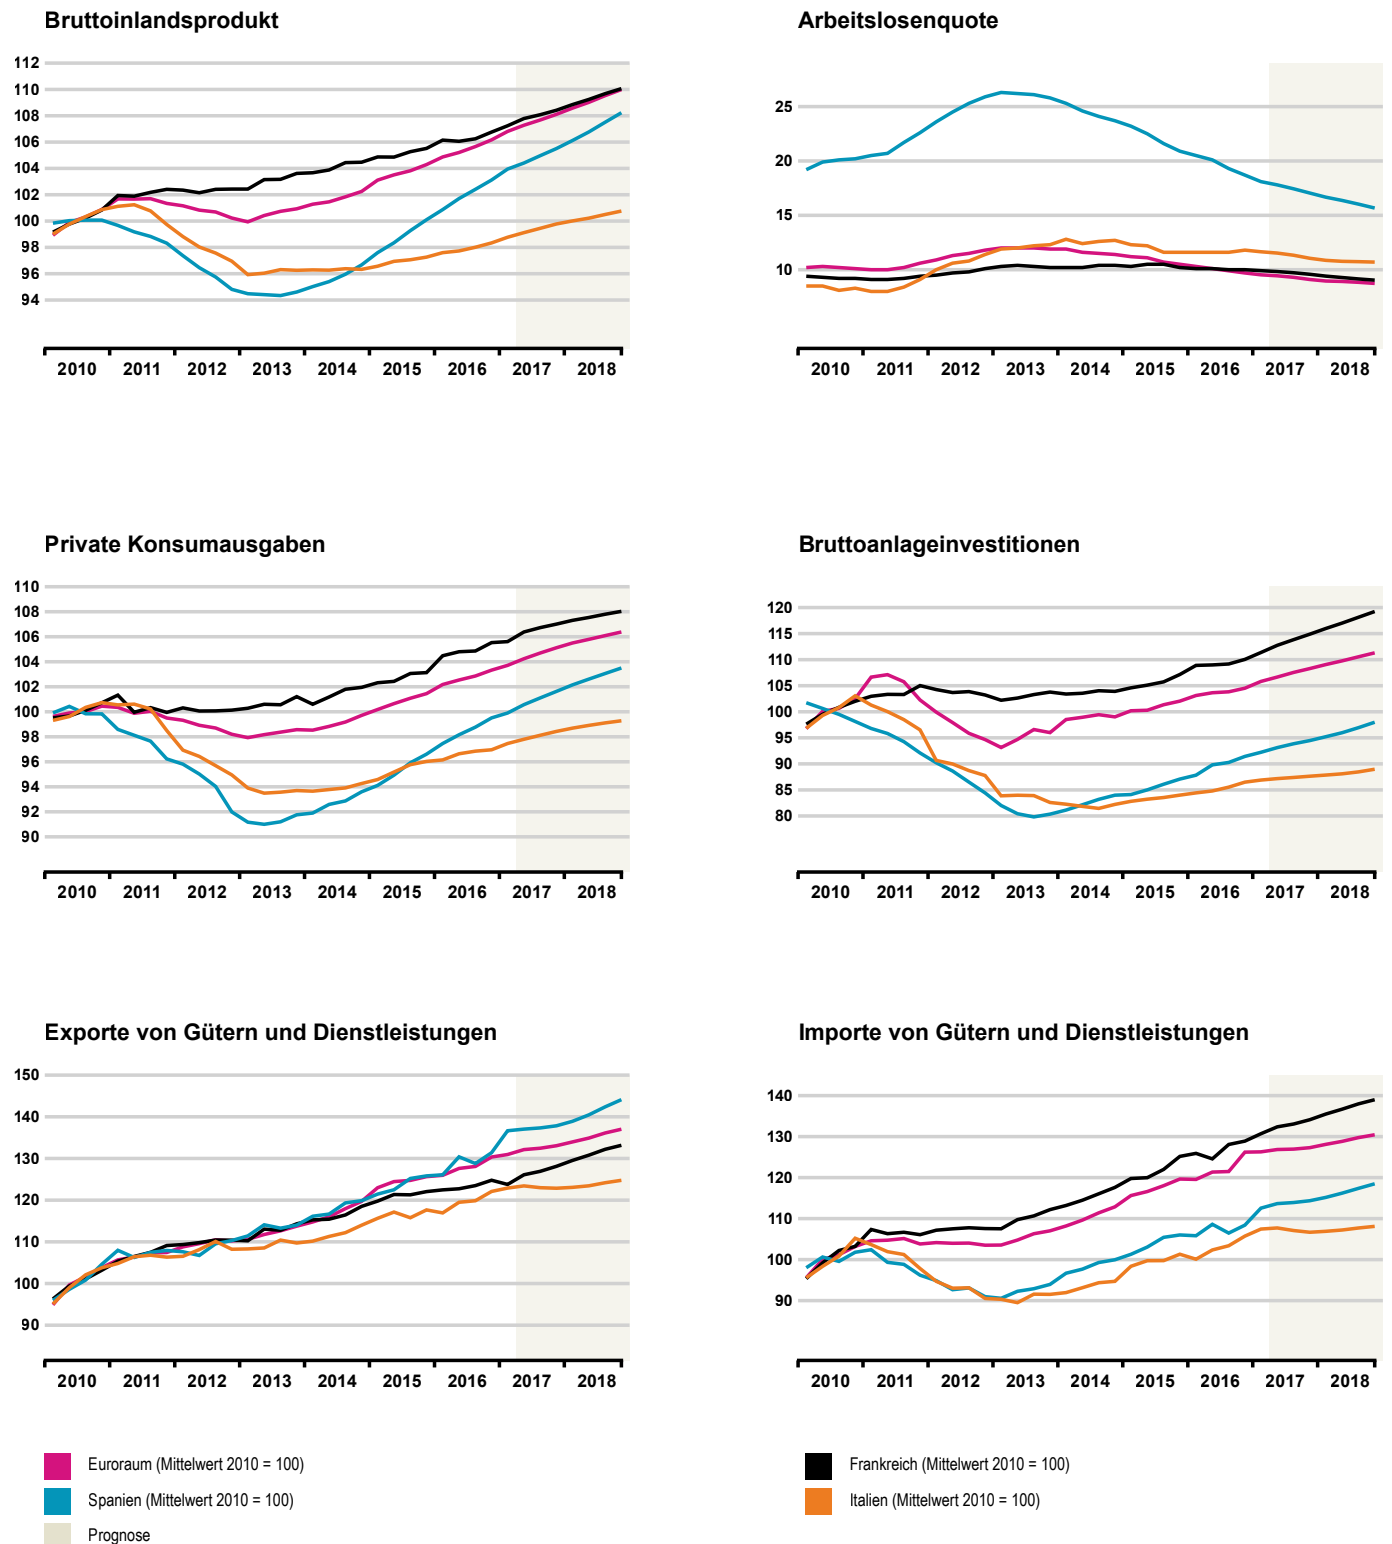 Bruttoinlandsprodukt
112
110
108
106
104
102
100
98
96
94
2010 2011 2012 2013 2014 2015 2016 2017 2018
Arbeitslosenquote
25
20
15
10
2010 2011 2012 2013 2014 2015 2016 2017 2018
Private Konsumausgaben
110
108
106
104
102
100
98
96
94
92
90
2010 2011 2012 2013 2014 2015 2016 2017 2018
Bruttoanlageinvestitionen
120
115
110
105
100
95
90
85
80
2010 2011 2012 2013 2014 2015 2016 2017 2018
Exporte von Gütern und Dienstleistungen
150
140
130
120
110
100
90
2010 2011 2012 2013 2014 2015 2016 2017 2018
Importe von Gütern und Dienstleistungen
140
130
120
110
100
90
2010 2011 2012 2013 2014 2015 2016 2017 2018
Euroraum (Mittelwert 2010 = 100)
Spanien (Mittelwert 2010 = 100)
Prognose
Frankreich (Mittelwert 2010 = 100)
Italien (Mittelwert 2010 = 100)